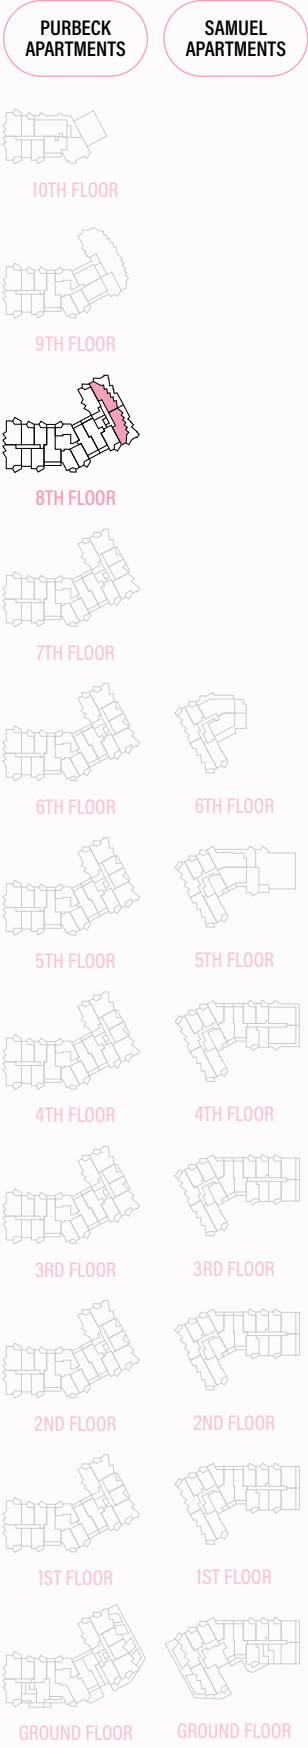 PURBECK
APARTMENTS
SAMUEL
APARTMENTS
10TH FLOOR
9TH FLOOR
8TH FLOOR
7TH FLOOR
6TH FLOOR
6TH FLOOR
5TH FLOOR
5TH FLOOR
4TH FLOOR
4TH FLOOR
3RD FLOOR
3RD FLOOR
2ND FLOOR
2ND FLOOR
1ST FLOOR
1ST FLOOR
GROUND FLOOR
GROUND FLOOR